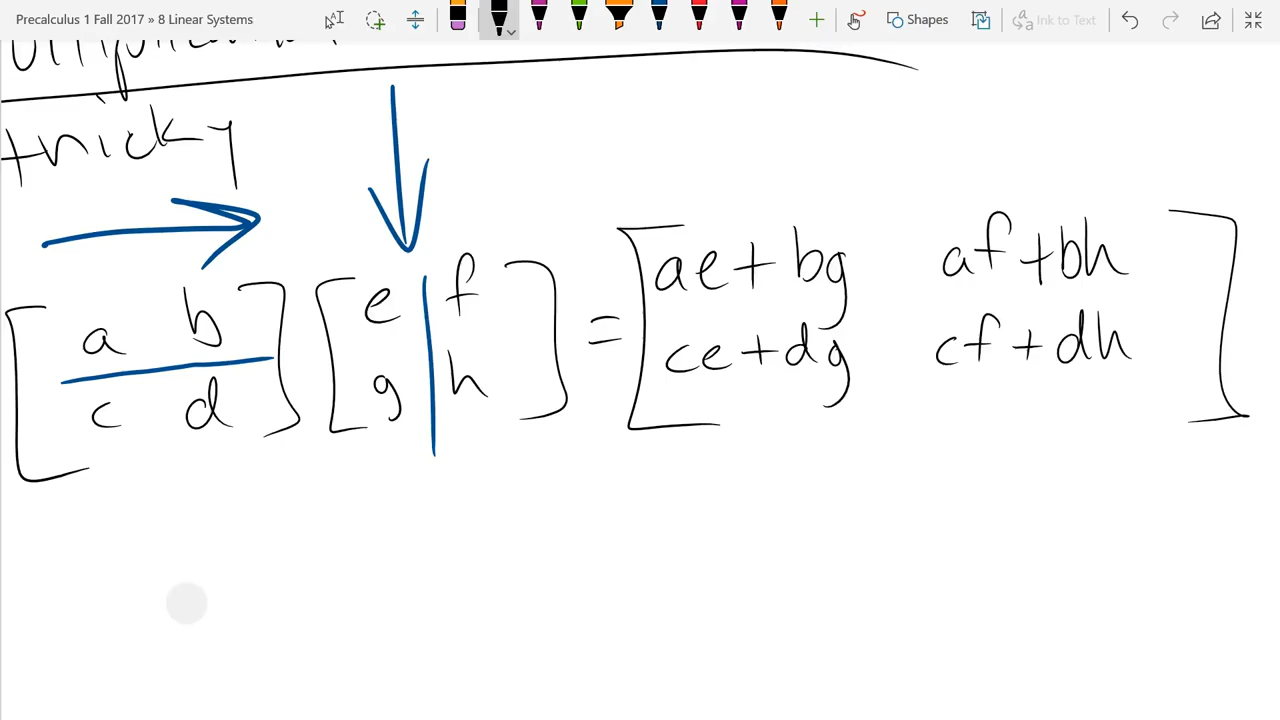 Precalculus 1 Fall 2017 » 8 Linear Systems
Shapes
Ink to Text
tricky
[a b] [e f] = [ae+bg af+bh]
[c d] [g h] [ce+dg cf+dh]